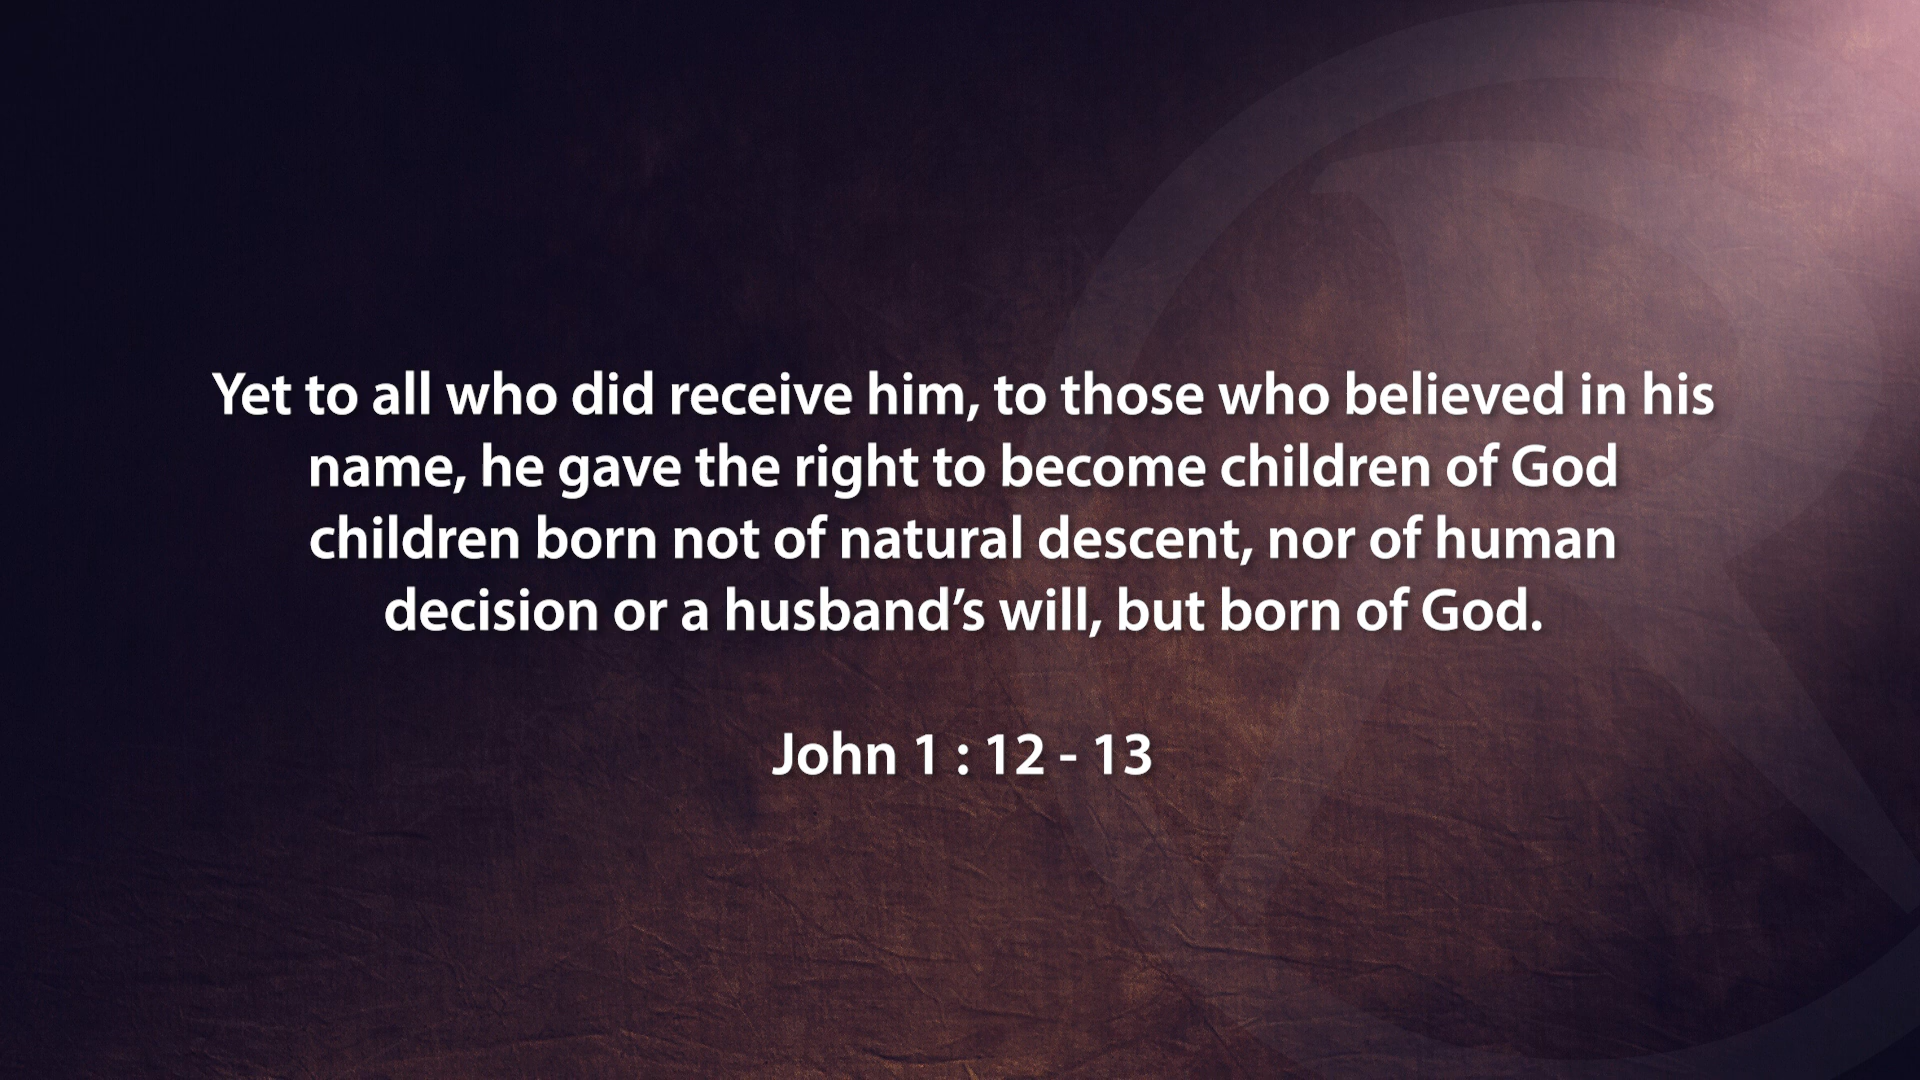 Yet to all who did receive him, to those who believed in his
name, he gave the right to become children of God
children born not of natural descent, nor of human
decision or a husband’s will, but born of God.
John 1 : 12 - 13